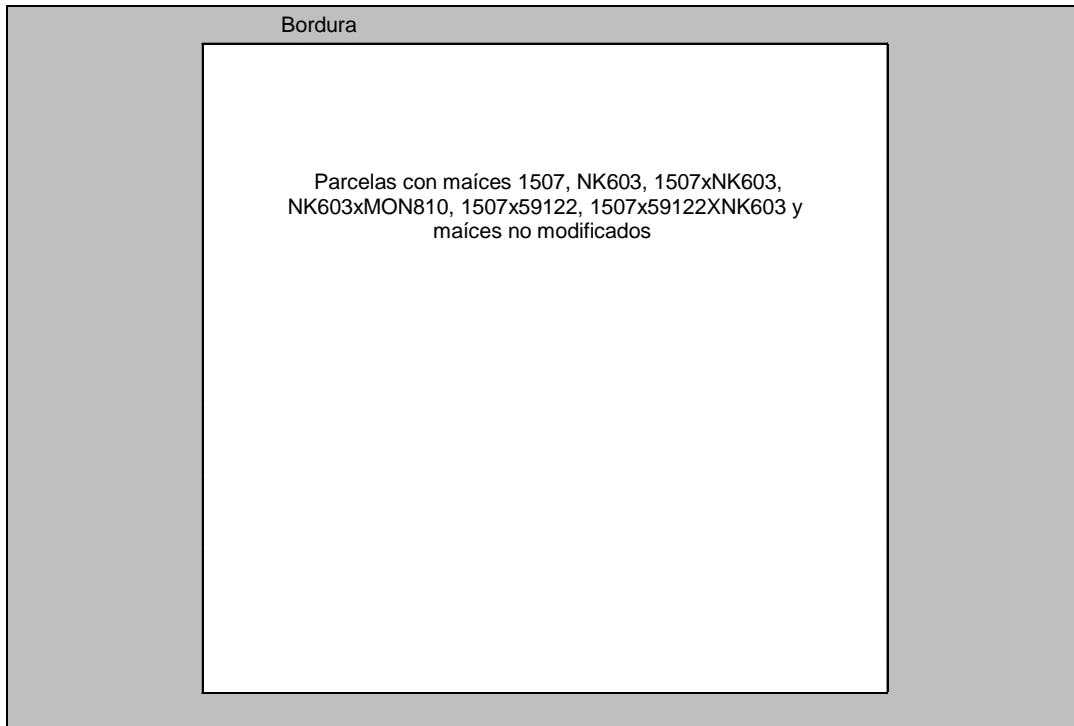 Bordura
Parcelas con maíces 1507, NK603, 1507xNK603,
NK603xMON810, 1507x59122, 1507x59122XNK603 y
maíces no modificados